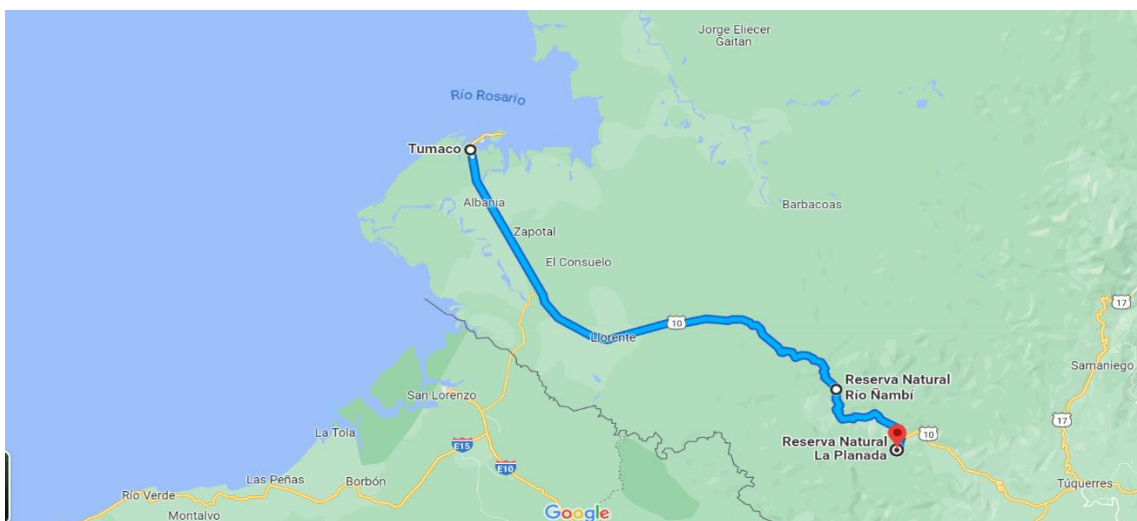 Jorge Eliecer
Gaitan
Río Rosario
Tumaco
Albania
Barbacoas
Zapotal
El Consuelo
10
17
Llorente
Samaniego
Reserva Natural
Río Ñambí
San Lorenzo
17
La Tola
10
Reserva Natural
La Planada
E15
E10
Las Peñas
Borbón
Túquerres
Río Verde
Montalvo
Google